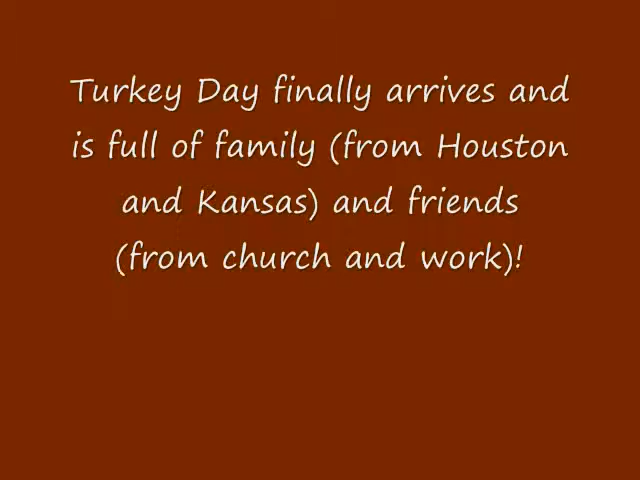 Turkey Day finally arrives and
is full of family (from Houston
and Kansas) and friends
(from church and work)!